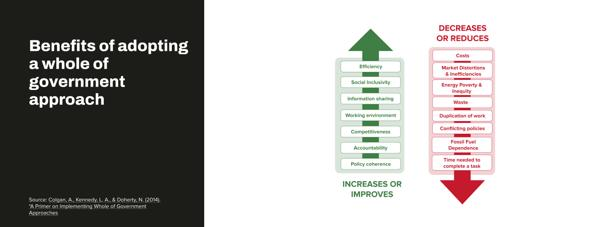 Benefits of adopting
a whole of
government
approach
Source: Colgan, A., Kennedy, L. A., & Doherty, N. (2014).
"A Primer on Implementing Whole of Government
Approaches
Efficiency
Social Inclusivity
Information sharing
Working environment
Competitiveness
Accountability
Policy coherence
INCREASES OR
IMPROVES
DECREASES
OR REDUCES
Costs
Market Distortions
& Inefficiencies
Energy Poverty &
Inequity
Waste
Duplication of work
Conflicting policies
Fossil Fuel
Dependence
Time needed to
complete a task